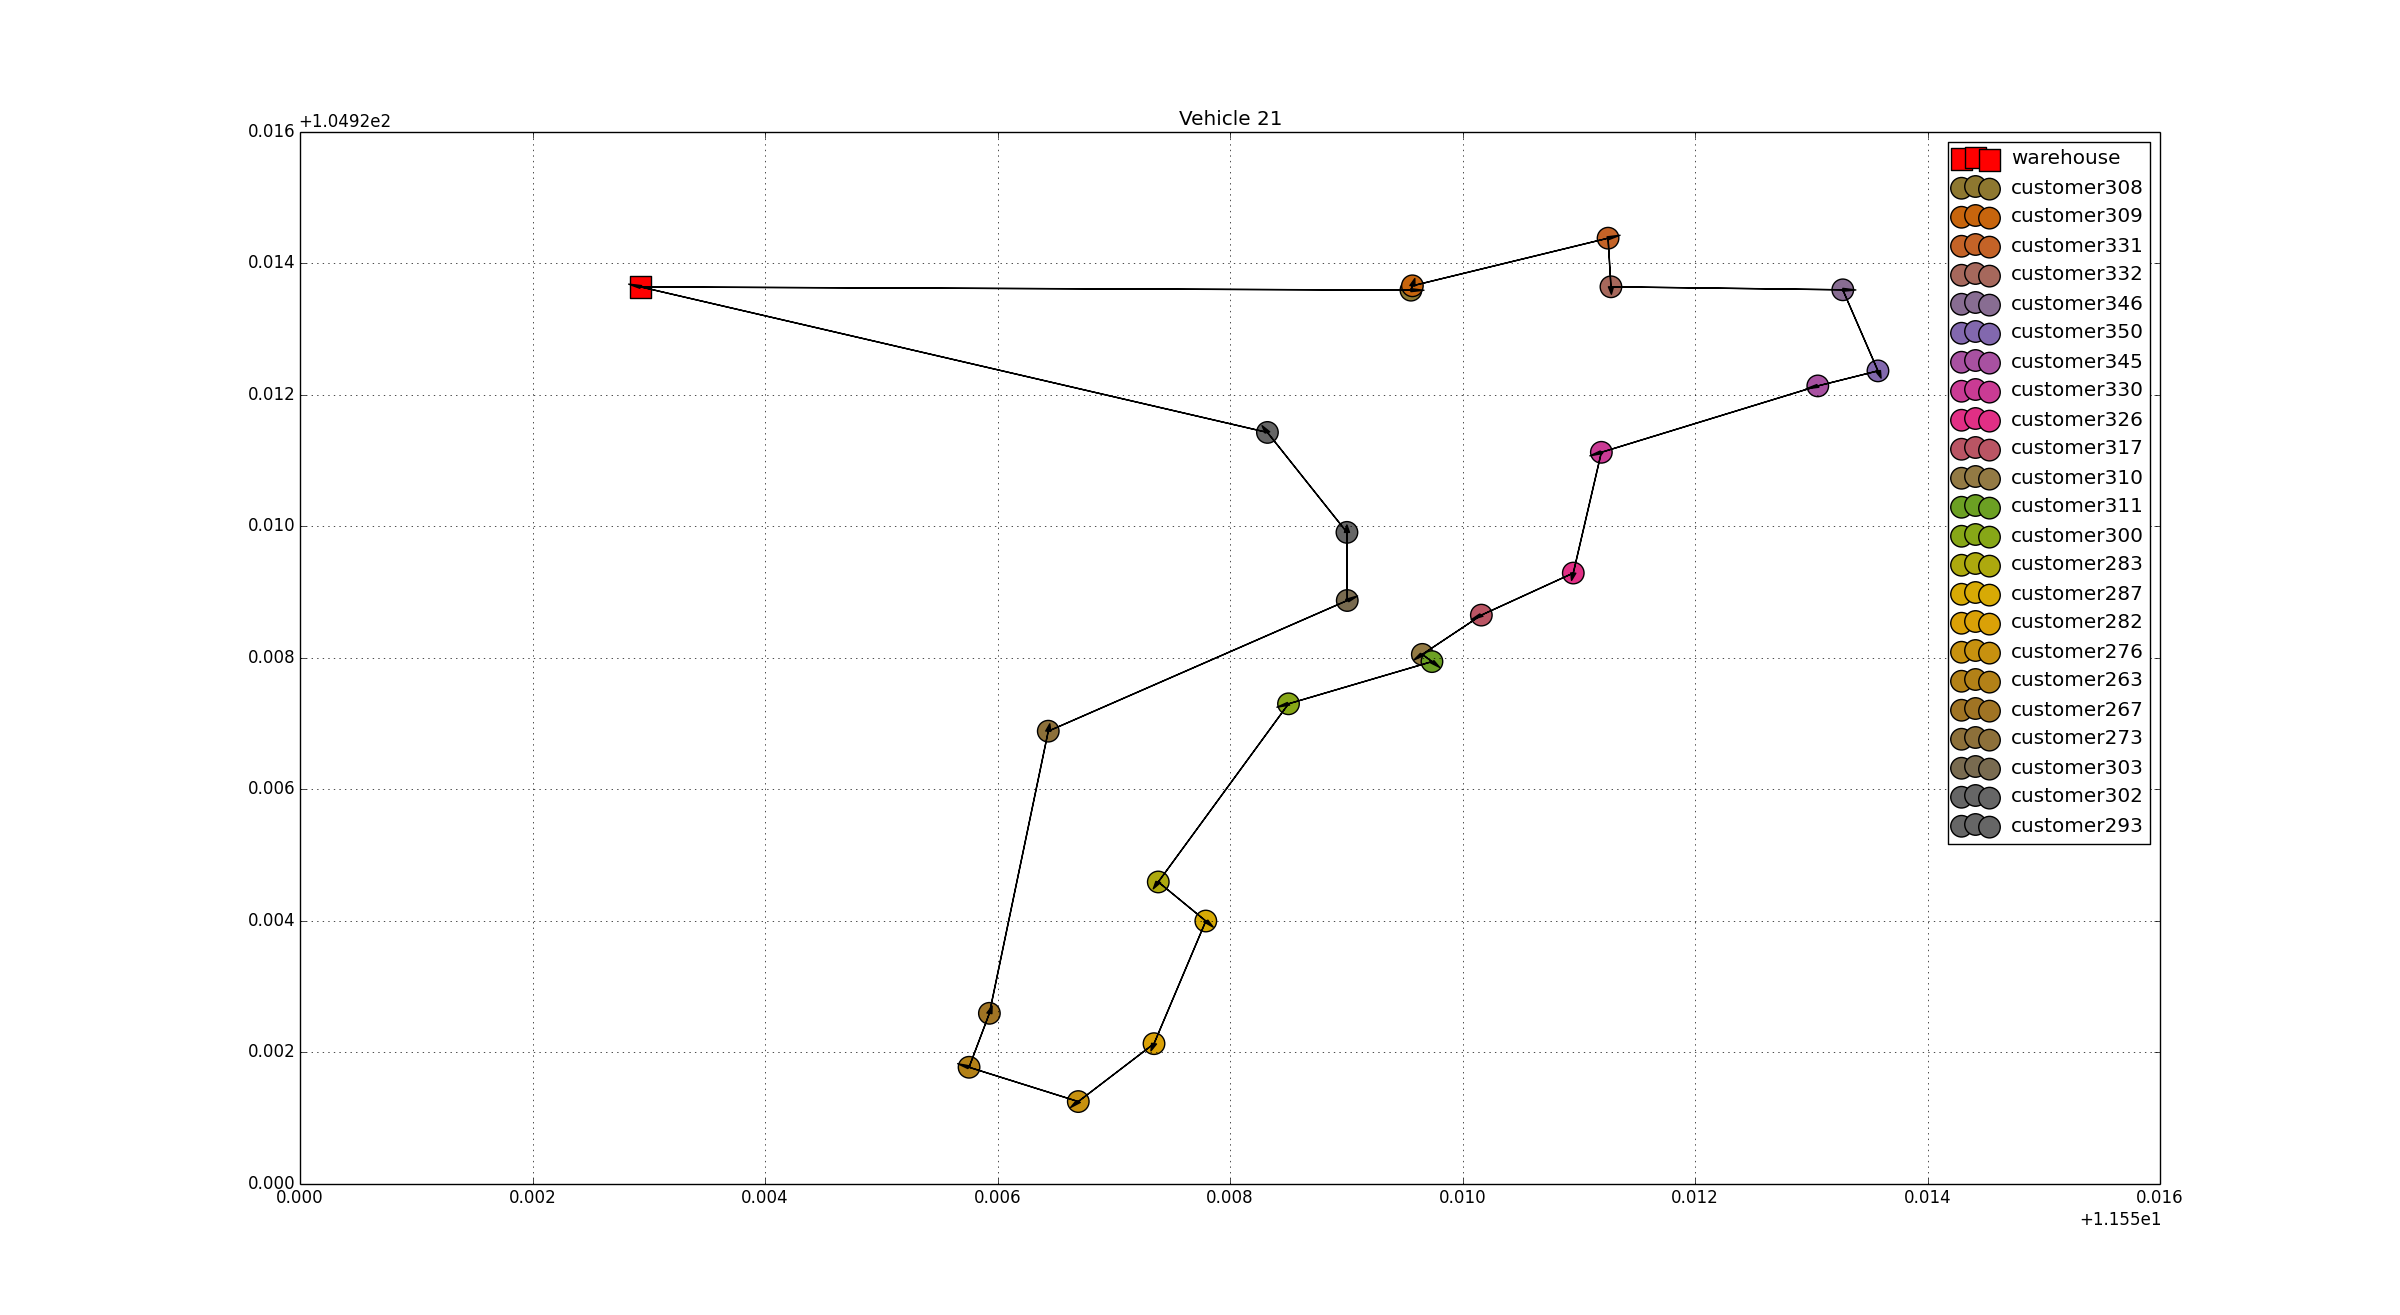 Vehicle 21
+1.0492e2
0.016
0.014
0.012
0.010
0.008
0.006
0.004
0.002
0.000
0.000 0.002 0.004 0.006 0.008 0.010 0.012 0.014 0.016
+1.155e1
warehouse
customer308
customer309
customer331
customer332
customer346
customer350
customer345
customer330
customer326
customer317
customer310
customer311
customer300
customer283
customer287
customer282
customer276
customer263
customer267
customer273
customer303
customer302
customer293